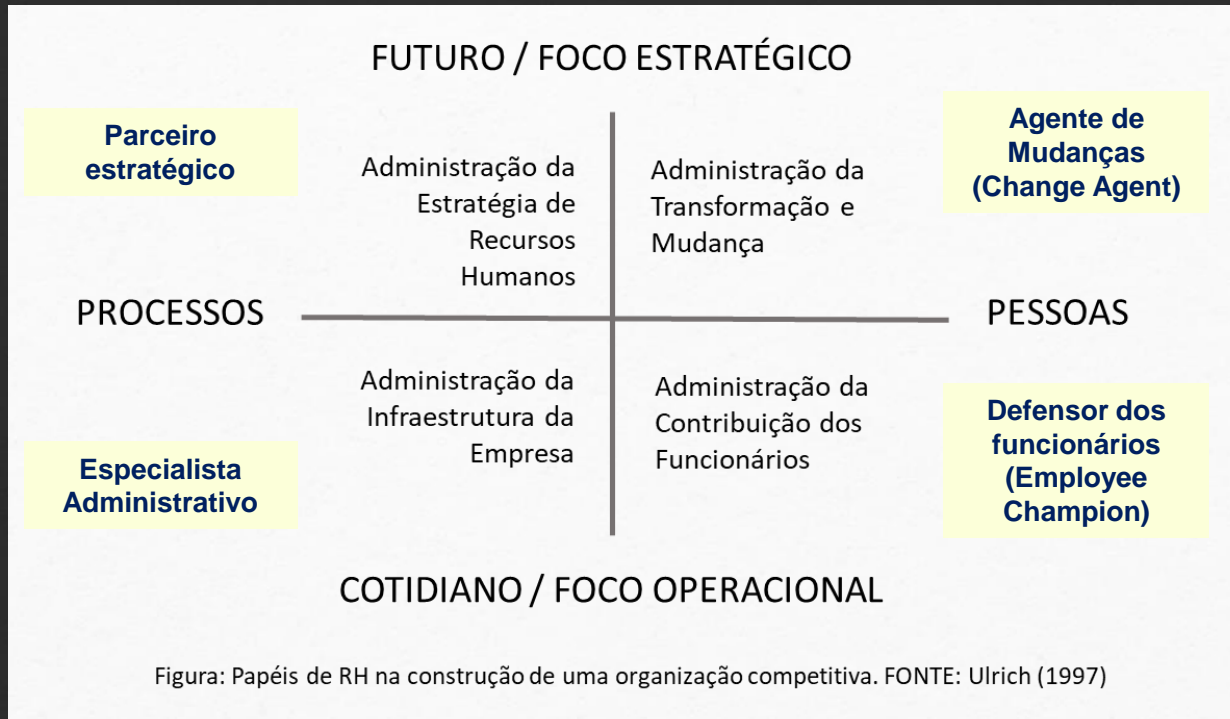 FUTURO / FOCO ESTRATÉGICO
Parceiro
estratégico
Administração da
Estratégia de
Recursos
Humanos
Administração da
Transformação e
Mudança
Agente de
Mudanças
(Change Agent)
PROCESSOS
PESSOAS
Especialista
Administrativo
Administração da
Infraestrutura da
Empresa
Administração da
Contribuição dos
Funcionários
Defensor dos
funcionários
(Employee
Champion)
COTIDIANO / FOCO OPERACIONAL
Figura: Papéis de RH na construção de uma organização competitiva. FONTE: Ulrich (1997)